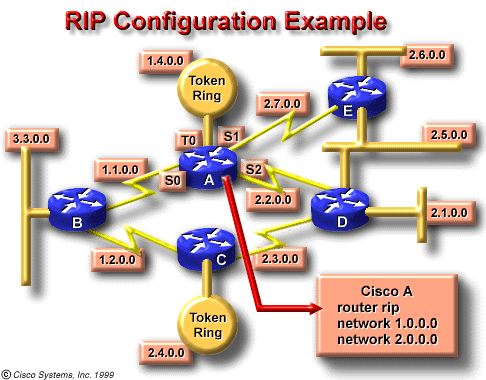 RIP Configuration Example
1.4.0.0
2.6.0.0
Token
Ring
2.7.0.0
E
3.3.0.0
T0
S1
2.5.0.0
1.1.0.0
S0
A
S2
2.2.0.0
B
D
2.1.0.0
1.2.0.0
C
2.3.0.0
Token
Ring
2.4.0.0
Cisco A
router rip
network 1.0.0.0
network 2.0.0.0
© Cisco Systems, Inc. 1999